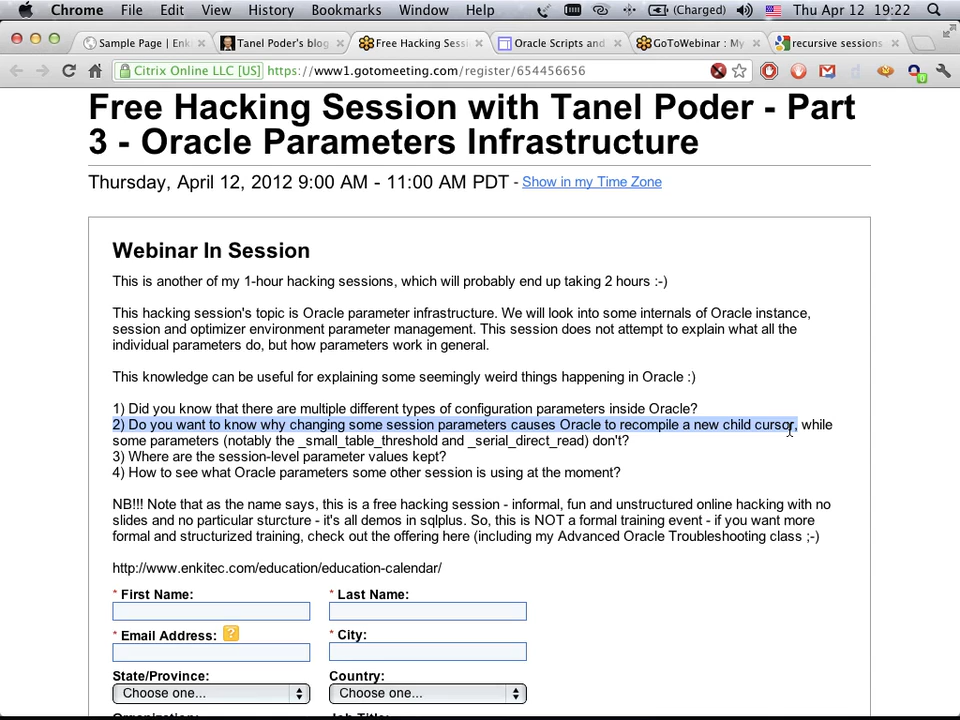 Chrome File Edit View History Bookmarks Window Help (Charged) Thu Apr 12 19:22
Sample Page | Enk Tanel Poder's blog Free Hacking Sessi Oracle Scripts and GoToWebinar : My recursive sessions
Citrix Online LLC [US] https://www1.gotomeeting.com/register/654456656
Free Hacking Session with Tanel Poder - Part
3 - Oracle Parameters Infrastructure
Thursday, April 12, 2012 9:00 AM - 11:00 AM PDT - Show in my Time Zone
Webinar In Session
This is another of my 1-hour hacking sessions, which will probably end up taking 2 hours :-)
This hacking session's topic is Oracle parameter infrastructure. We will look into some internals of Oracle instance,
session and optimizer environment parameter management. This session does not attempt to explain what all the
individual parameters do, but how parameters work in general.
This knowledge can be useful for explaining some seemingly weird things happening in Oracle :)
1) Did you know that there are multiple different types of configuration parameters inside Oracle?
2) Do you want to know why changing some session parameters causes Oracle to recompile a new child cursor, while
some parameters (notably the _small_table_threshold and _serial_direct_read) don't?
3) Where are the session-level parameter values kept?
4) How to see what Oracle parameters some other session is using at the moment?
NB!!! Note that as the name says, this is a free hacking session - informal, fun and unstructured online hacking with no
slides and no particular sturcture - it's all demos in sqlplus. So, this is NOT a formal training event - if you want more
formal and structurized training, check out the offering here (including my Advanced Oracle Troubleshooting class ;-)
http://www.enkitec.com/education/education-calendar/
* First Name: * Last Name:
* Email Address: ? * City:
State/Province: Country:
Choose one... Choose one...